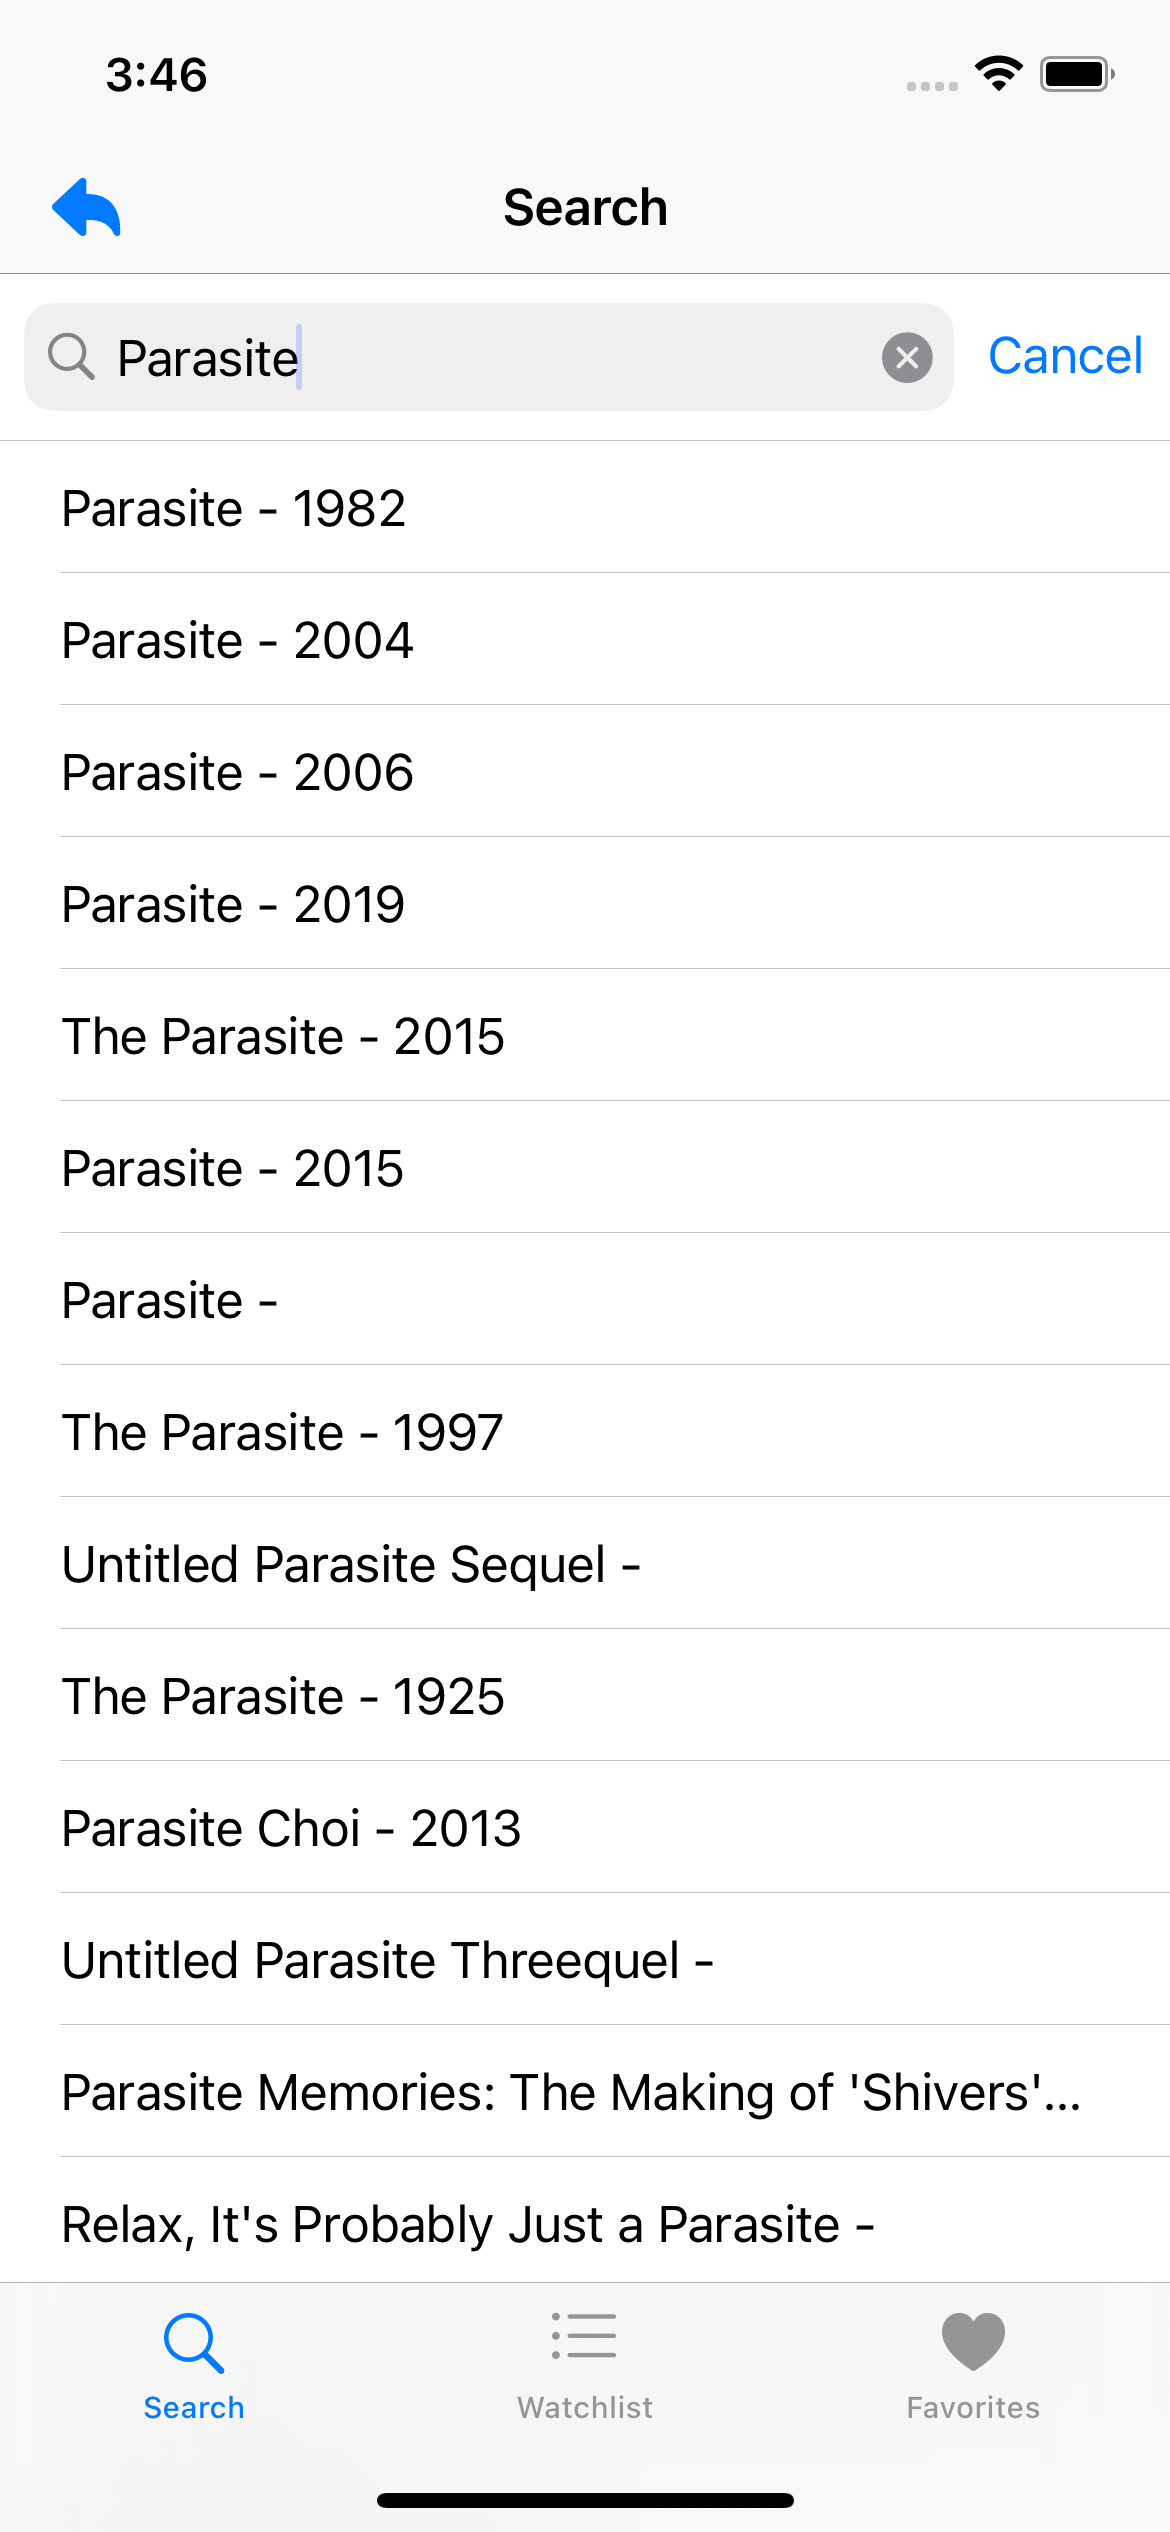 3:46
Search
Parasite
Cancel
Parasite - 1982
Parasite - 2004
Parasite - 2006
Parasite - 2019
The Parasite - 2015
Parasite - 2015
Parasite -
The Parasite - 1997
Untitled Parasite Sequel -
The Parasite - 1925
Parasite Choi - 2013
Untitled Parasite Threequel -
Parasite Memories: The Making of 'Shivers'...
Relax, It's Probably Just a Parasite -
Search
Watchlist
Favorites